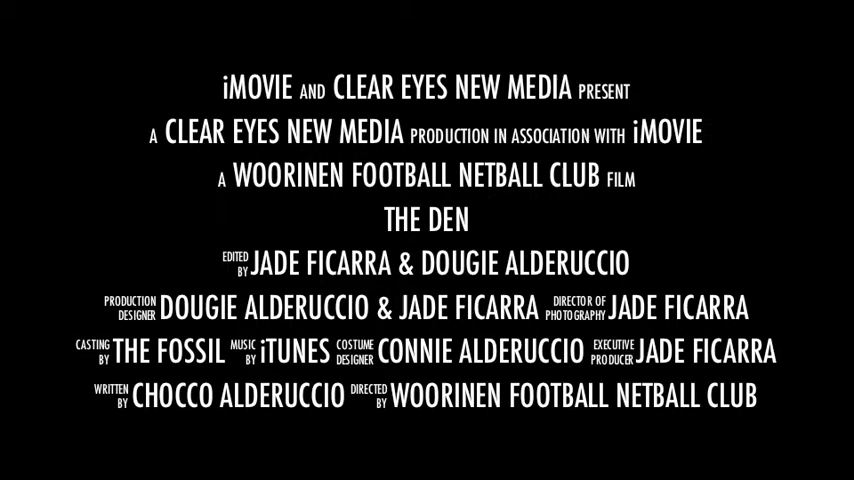 iMOVIE AND CLEAR EYES NEW MEDIA PRESENT
A CLEAR EYES NEW MEDIA PRODUCTION IN ASSOCIATION WITH iMOVIE
A WOORINEN FOOTBALL NETBALL CLUB FILM
THE DEN
EDITED BY JADE FICARRA & DOUGIE ALDERUCCIO
PRODUCTION DESIGNER DOUGIE ALDERUCCIO & JADE FICARRA DIRECTOR OF PHOTOGRAPHY JADE FICARRA
CASTING BY THE FOSSIL MUSIC BY iTUNES COSTUME DESIGNER CONNIE ALDERUCCIO EXECUTIVE PRODUCER JADE FICARRA
WRITTEN BY CHOCCO ALDERUCCIO DIRECTED BY WOORINEN FOOTBALL NETBALL CLUB